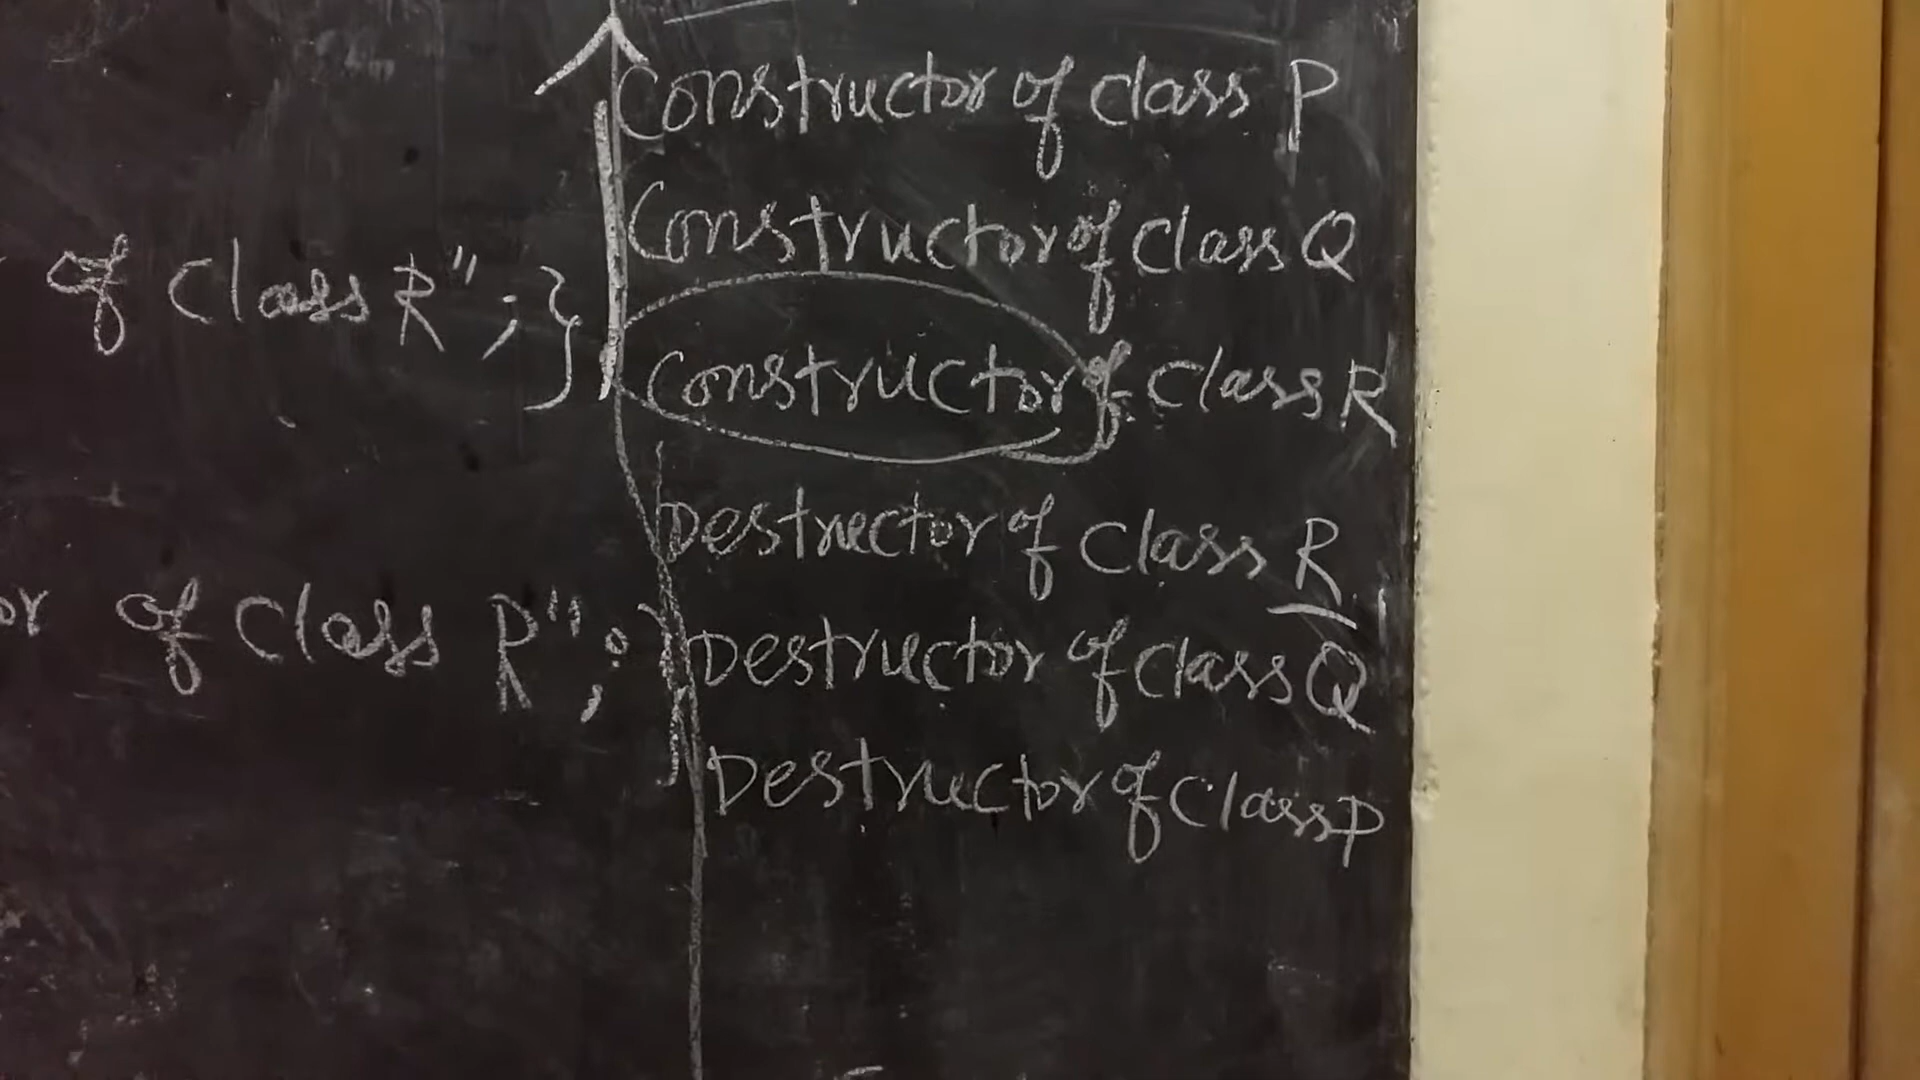 Constructor of class P
Constructor of class Q
of class R";}
Constructor of class R
Destructor of class R
or of class R";}
Destructor of class Q
Destructor of class P